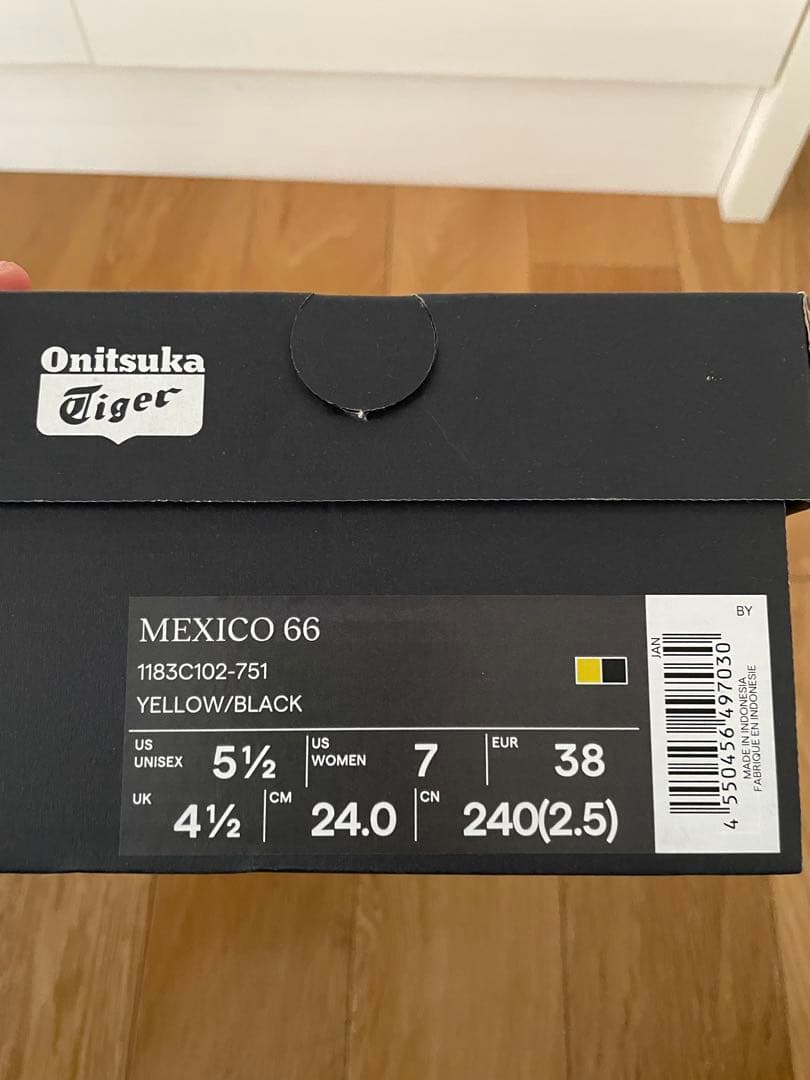 Onitsuka
Tiger
MEXICO 66
1183C102-751
YELLOW/BLACK
US UNISEX 5½ US WOMEN 7 EUR 38
UK 4½ CM 24.0 CN 240(2.5)
BY
JAN
4 550456 497030
MADE IN INDONESIA
FABRIQUE EN INDONESIE